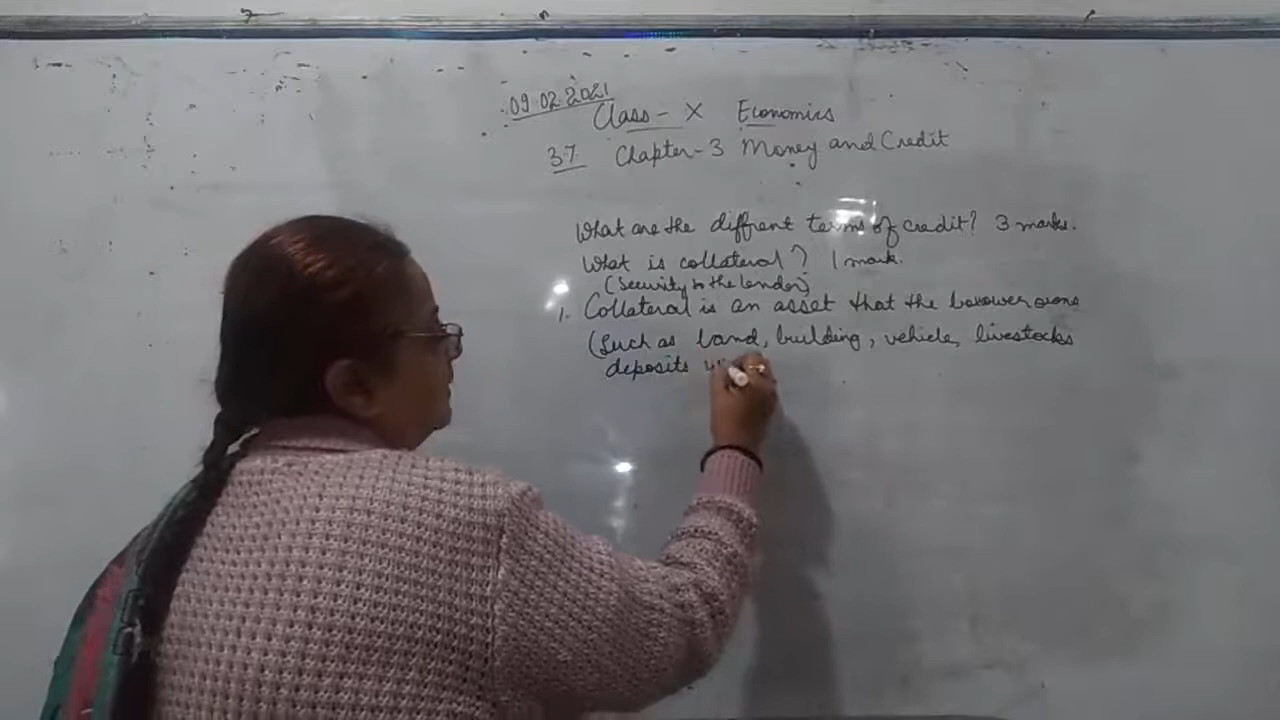 09.02.2021
Class - X Economics
37. Chapter-3 Money and Credit
What are the diffrent terms of credit? 3 marks.
What is collateral? 1 mark.
(Security to the lender)
1. Collateral is an asset that the borrower owns
(Such as land, building, vehicle, livestocks
deposits